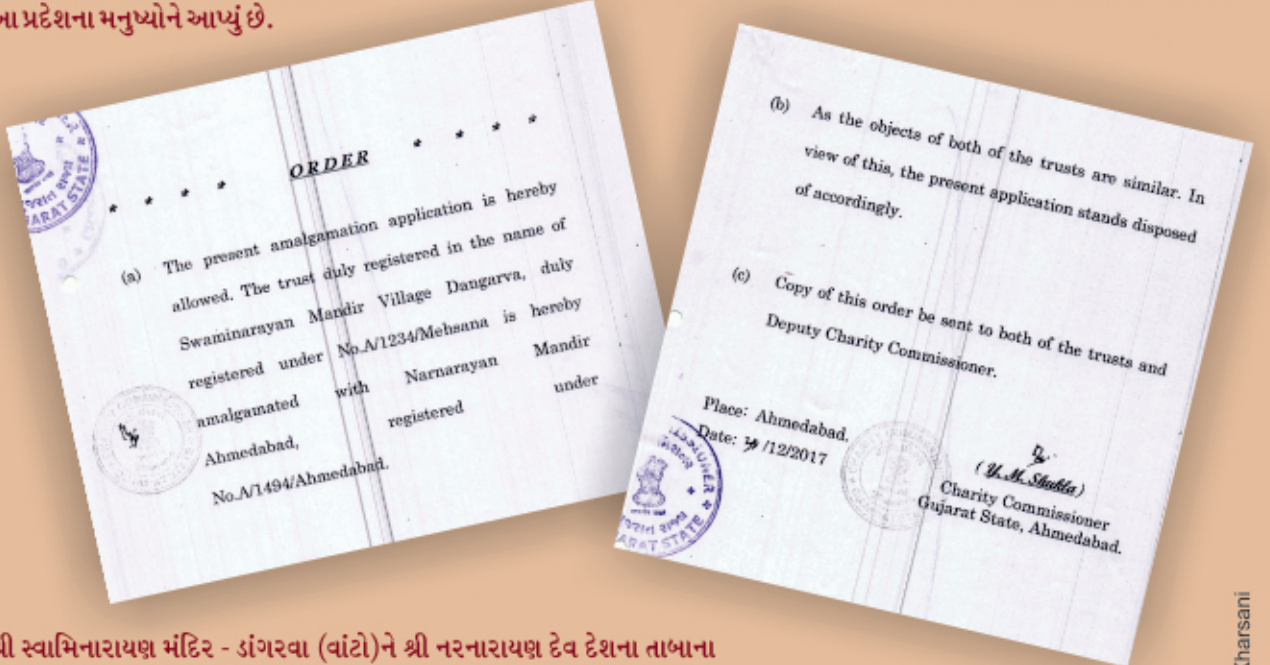 આ પ્રદેશના મનુષ્યોને આપ્યું છે.
* * * * ORDER * * * *
(a) The present amalgamation application is hereby
allowed. The trust duly registered in the name of
Swaminarayan Mandir Village Dangarva, duly
registered under No.A/1234/Mehsana is hereby
amalgamated with Narnarayan Mandir
Ahmedabad, registered under
No.A/1494/Ahmedabad.
(b) As the objects of both of the trusts are similar. In
view of this, the present application stands disposed
of accordingly.
(c) Copy of this order be sent to both of the trusts and
Deputy Charity Commissioner.
Place: Ahmedabad.
Date: /12/2017
(Y. M. Shukla)
Charity Commissioner
Gujarat State, Ahmedabad.
શ્રી સ્વામિનારાયણ મંદિર - ડાંગરવા (વાંટો)ને શ્રી નરનારાયણ દેવ દેશના તાબાના
Kharsani